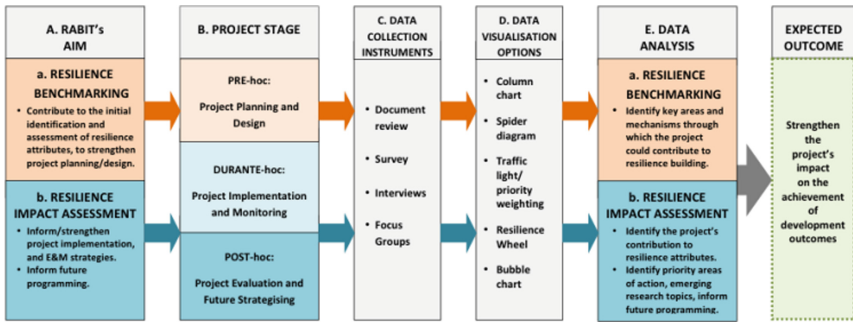 A. RABIT's
AIM
a. RESILIENCE
BENCHMARKING
• Contribute to the initial
identification and
assessment of resilience
attributes, to strengthen
project planning/design.
b. RESILIENCE
IMPACT ASSESSMENT
• Inform/strengthen
project implementation,
and E&M strategies.
• Inform future
programming.
B. PROJECT STAGE
PRE-hoc:
Project Planning and
Design
DURANTE-hoc:
Project Implementation
and Monitoring
POST-hoc:
Project Evaluation and
Future Strategising
C. DATA
COLLECTION
INSTRUMENTS
• Document
review
• Survey
• Interviews
• Focus
Groups
D. DATA
VISUALISATION
OPTIONS
• Column
chart
• Spider
diagram
• Traffic
light/
priority
weighting
• Resilience
Wheel
• Bubble
chart
E. DATA
ANALYSIS
a. RESILIENCE
BENCHMARKING
• Identify key areas and
mechanisms through
which the project
could contribute to
resilience building.
b. RESILIENCE
IMPACT ASSESSMENT
• Identify the project's
contribution to
resilience attributes.
• Identify priority areas
of action, emerging
research topics, inform
future programming.
EXPECTED
OUTCOME
Strengthen
the
project's
impact
on the
achievement
of
development
outcomes